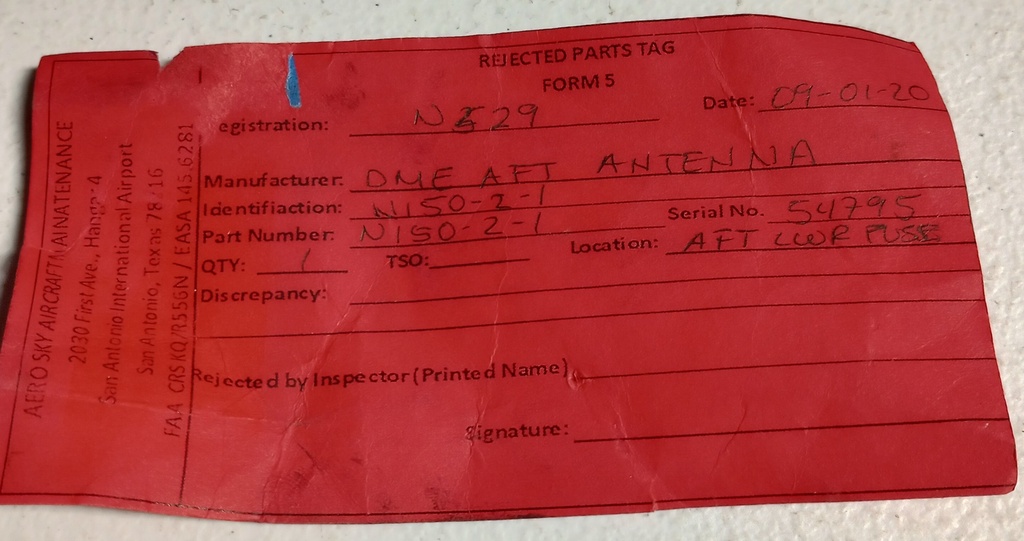 REJECTED PARTS TAG
FORM 5
Date: 09-01-20
egistration: N529
Manufacturer: DME AFT ANTENNA
Identifiaction: N150-2-1
Serial No. 54795
Part Number: N150-2-1
Location: AFT LWR FUSE
QTY: 1 TSO:
Discrepancy:
Rejected by Inspector (Printed Name)
Signature:
AERO SKY AIRCRAFT MAINATENANCE
2030 First Ave., Hangar 4
San Antonio International Airport
San Antonio, Texas 78216
FAA CRS KQ7R556N / EASA 145.6281